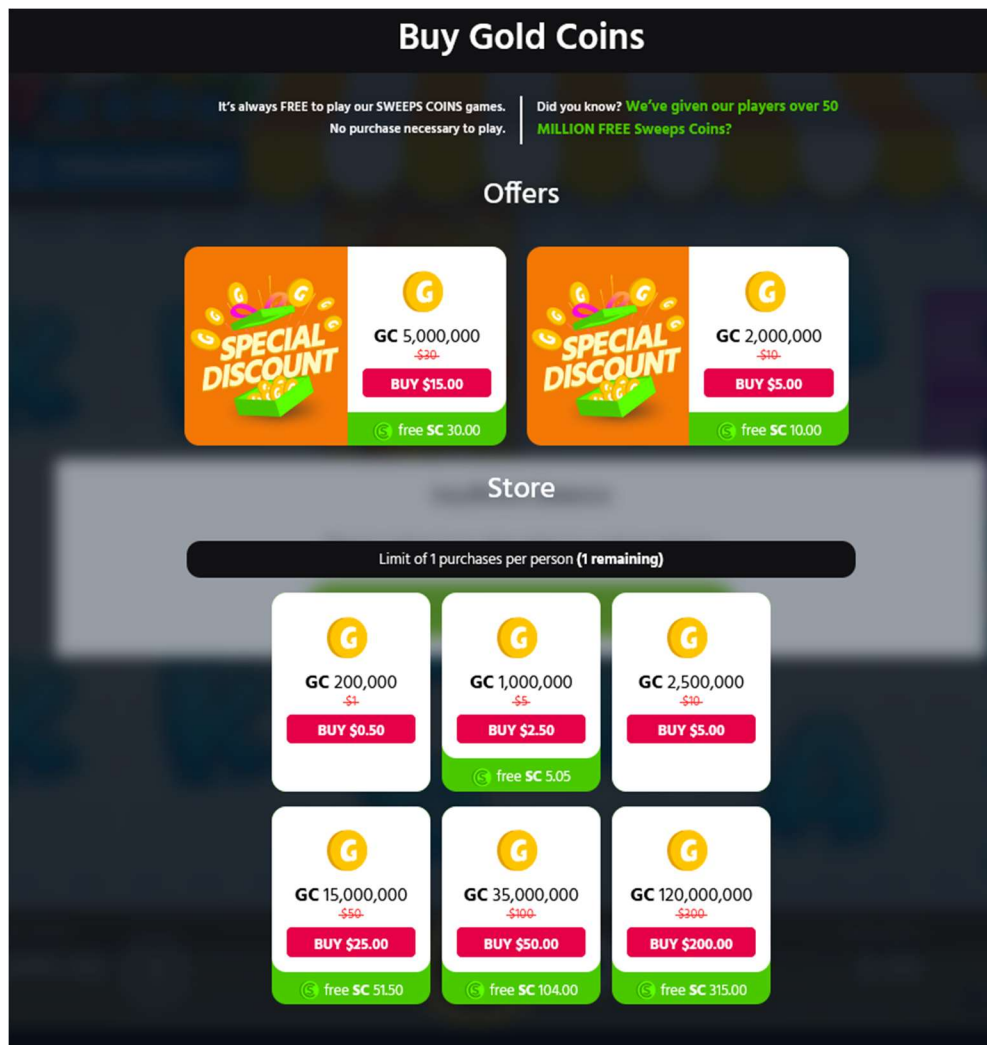 Buy Gold Coins
It's always FREE to play our SWEEPS COINS games.
No purchase necessary to play.
Did you know? We've given our players over 50
MILLION FREE Sweeps Coins?
Offers
SPECIAL
DISCOUNT
GC 5,000,000
$30
BUY $15.00
free SC 30.00
SPECIAL
DISCOUNT
GC 2,000,000
$10
BUY $5.00
free SC 10.00
Store
Limit of 1 purchases per person (1 remaining)
GC 200,000
$1
BUY $0.50
GC 1,000,000
$5
BUY $2.50
free SC 5.05
GC 2,500,000
$10
BUY $5.00
GC 15,000,000
$50
BUY $25.00
free SC 51.50
GC 35,000,000
$100
BUY $50.00
free SC 104.00
GC 120,000,000
$300
BUY $200.00
free SC 315.00